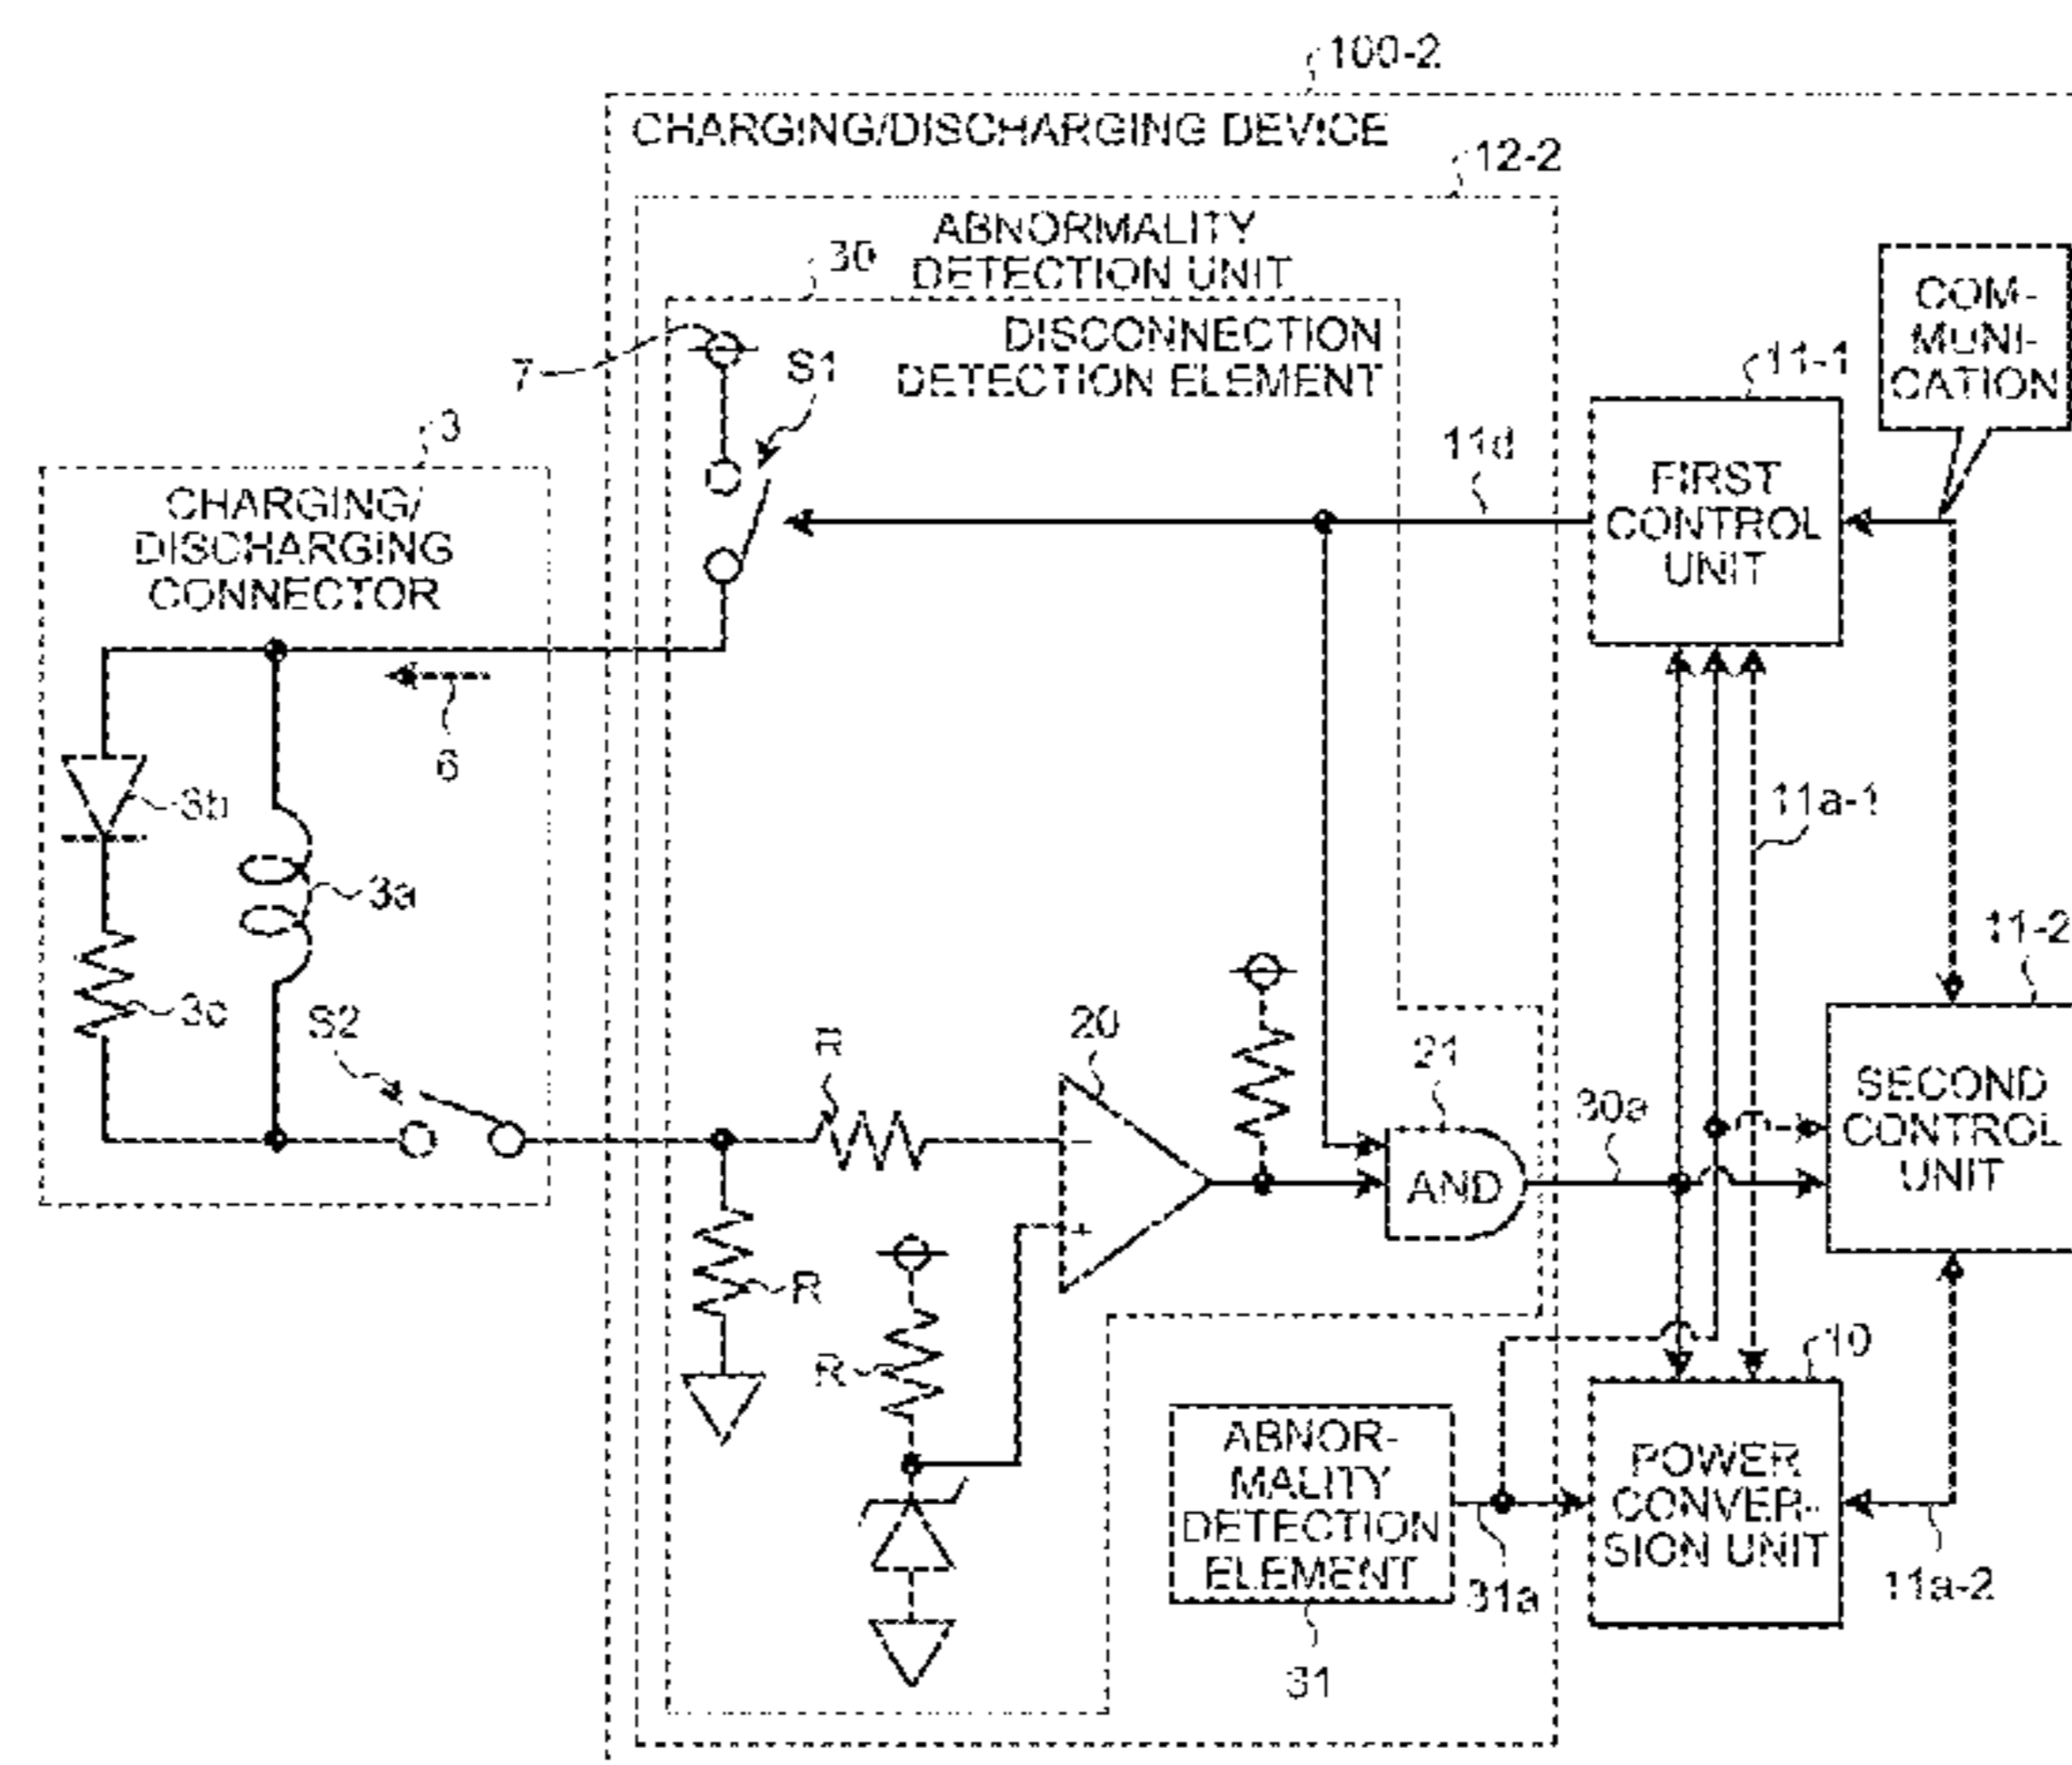 100-2
CHARGING/DISCHARGING DEVICE
12-2
ABNORMALITY
DETECTION UNIT
30
DISCONNECTION
DETECTION ELEMENT
7
S1
COM-
MUNI-
CATION
11-1
11d
FIRST
CONTROL
UNIT
3
CHARGING/
DISCHARGING
CONNECTOR
6
3b
3a
3c
S2
11a-1
11-2
SECOND
CONTROL
UNIT
R
20
21
30a
−
+
AND
R
R
10
ABNOR-
MALITY
DETECTION
ELEMENT
31a
31
POWER
CONVER-
SION UNIT
11a-2